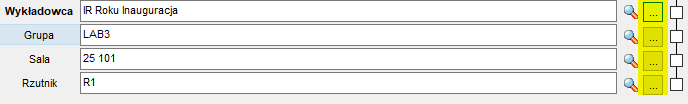 Wykładowca IR Roku Inauguracja ...
Grupa LAB3 ...
Sala 25 101 ...
Rzutnik R1 ...